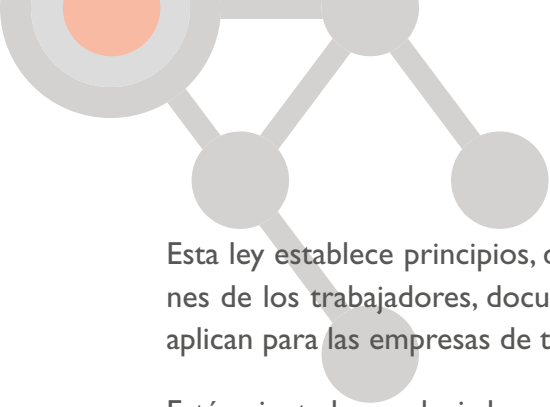 Esta ley establece principios,
nes de los trabajadores,
aplican para las empresas de